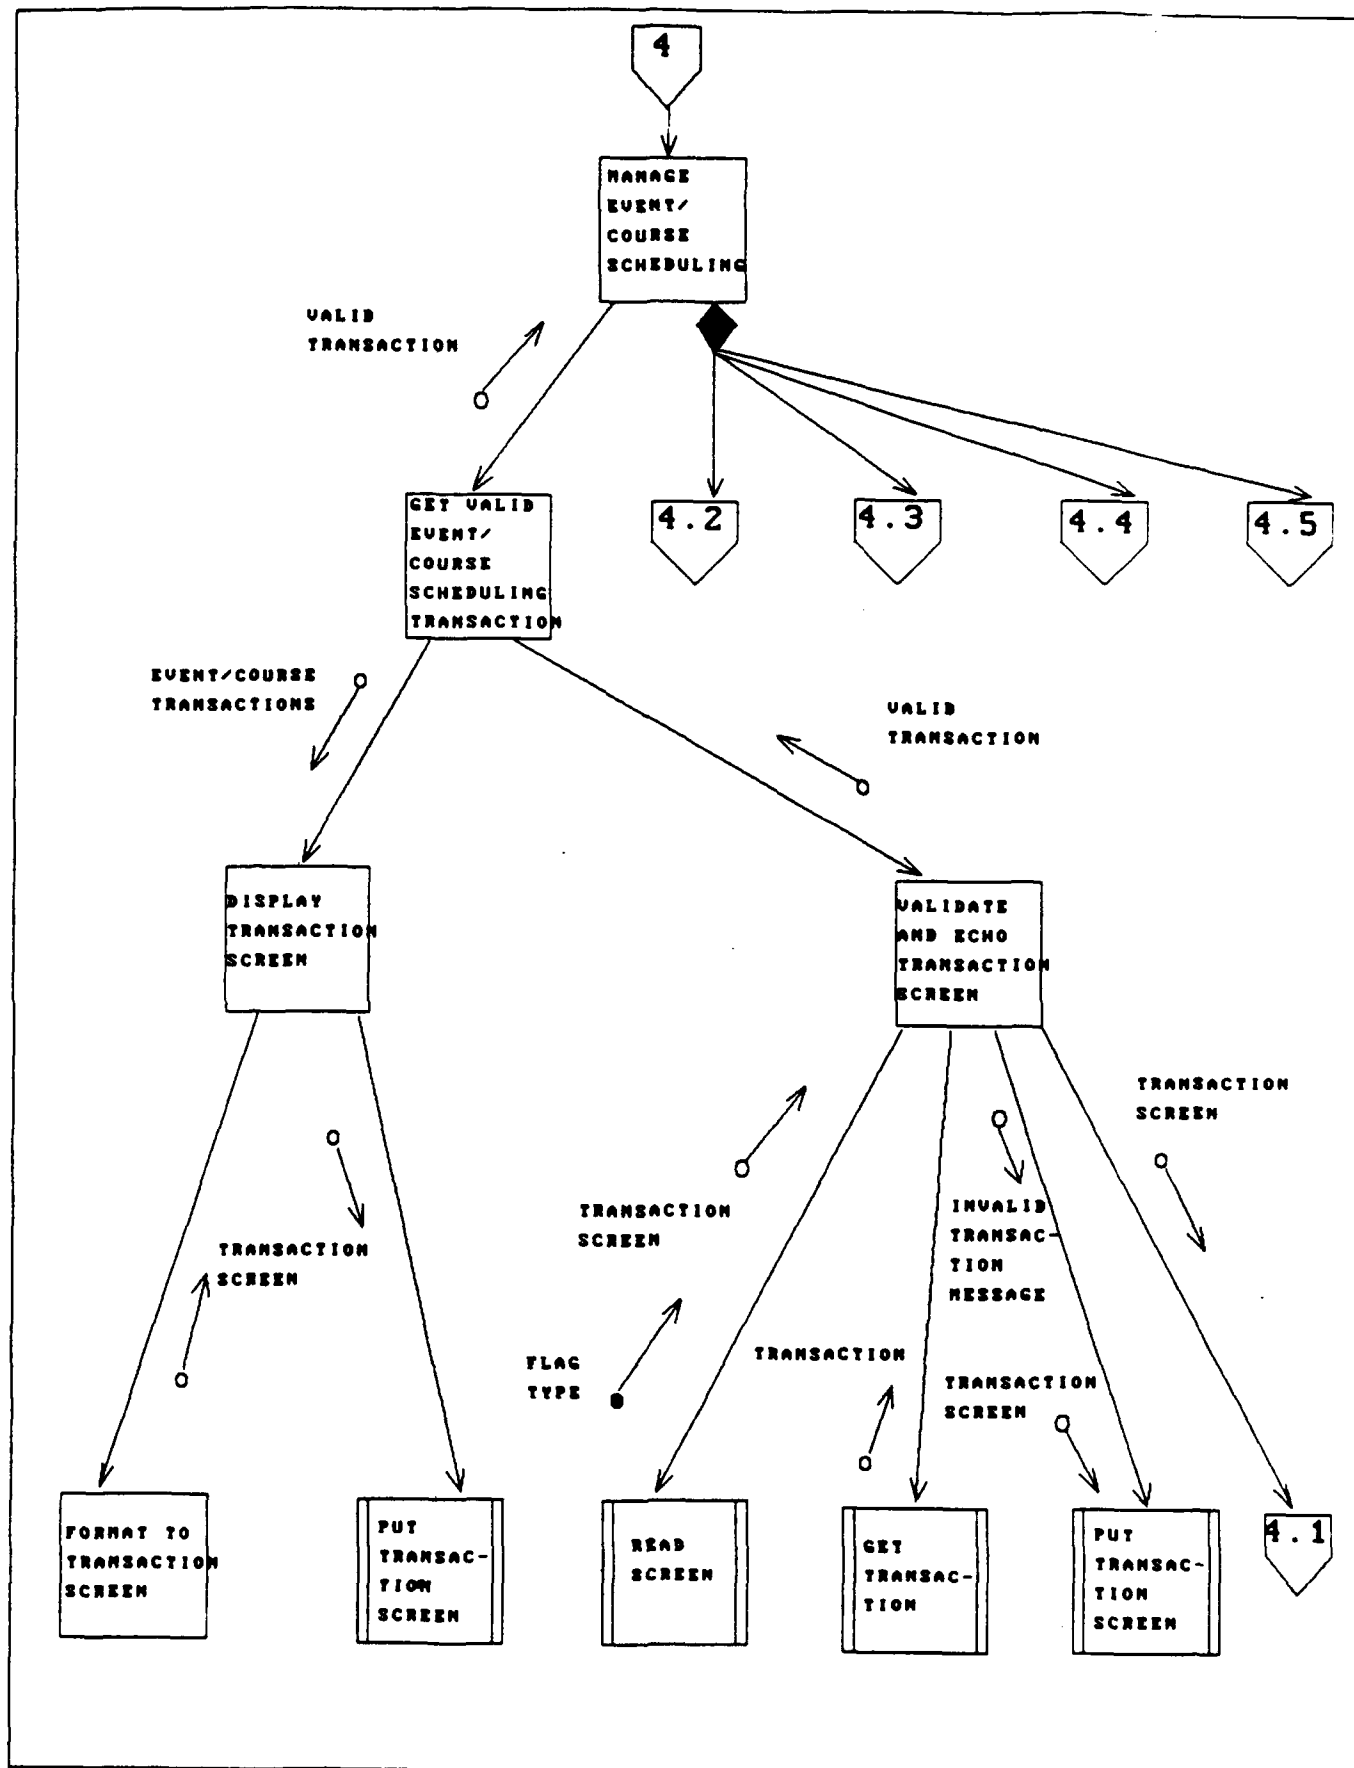 4
MANAGE
EVENT/
COURSE
SCHEDULING
VALID
TRANSACTION
GET VALID
EVENT/
COURSE
SCHEDULING
TRANSACTION
4.2
4.3
4.4
4.5
EVENT/COURSE
TRANSACTIONS
VALID
TRANSACTION
DISPLAY
TRANSACTION
SCREEN
VALIDATE
AND ECHO
TRANSACTION
SCREEN
TRANSACTION
SCREEN
TRANSACTION
SCREEN
FLAG
TYPE
TRANSACTION
INVALID
TRANSAC-
TION
MESSAGE
TRANSACTION
SCREEN
TRANSACTION
SCREEN
FORMAT TO
TRANSACTION
SCREEN
PUT
TRANSAC-
TION
SCREEN
READ
SCREEN
GET
TRANSAC-
TION
PUT
TRANSAC-
TION
SCREEN
4.1